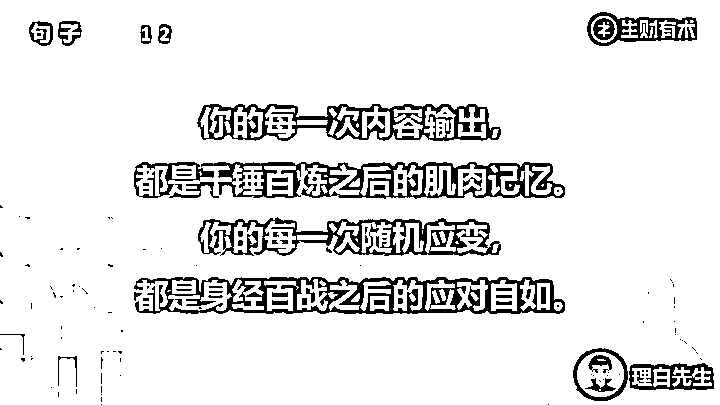 句子 12
生财有术
你的每一次内容输出，
都是千锤百炼之后的肌肉记忆。
你的每一次随机应变，
都是身经百战之后的应对自如。
理白先生